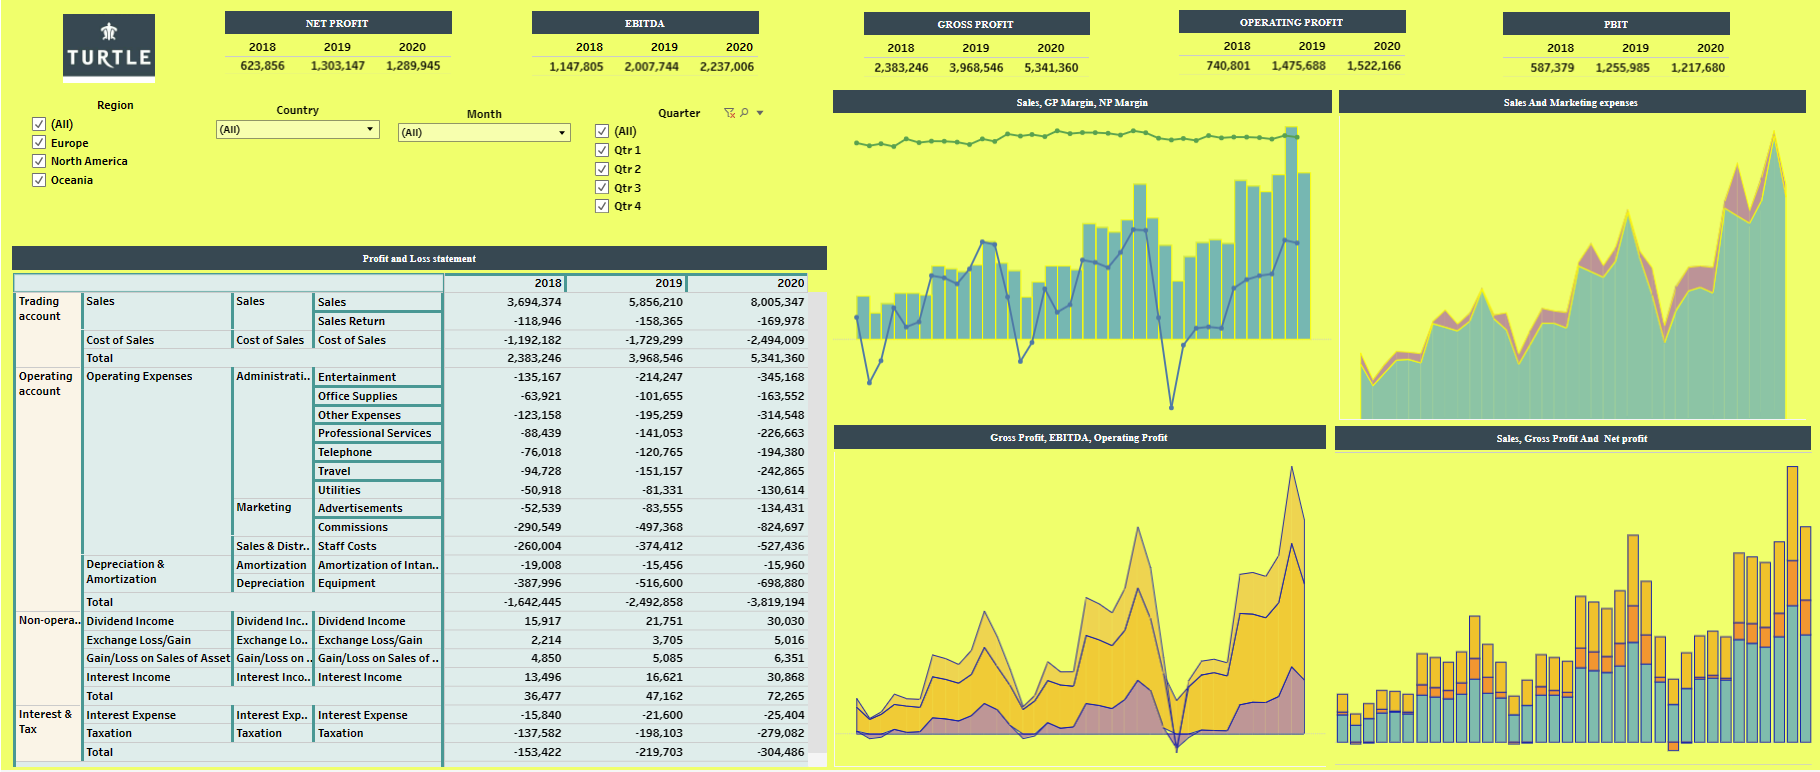 TURTLE
NET PROFIT
2018 2019 2020
623,856 1,303,147 1,289,945
EBITDA
2018 2019 2020
1,147,805 2,007,744 2,237,006
GROSS PROFIT
2018 2019 2020
2,383,246 3,968,546 5,341,360
OPERATING PROFIT
2018 2019 2020
740,801 1,475,688 1,522,166
PBIT
2018 2019 2020
587,379 1,255,985 1,217,680
Region
(All)
Europe
North America
Oceania
Country
(All)
Month
(All)
Quarter
(All)
Qtr 1
Qtr 2
Qtr 3
Qtr 4
Sales, GP Margin, NP Margin
Sales And Marketing expenses
Profit and Loss statement
2018 2019 2020
Trading account Sales Sales Sales 3,694,374 5,856,210 8,005,347
Sales Return -118,946 -158,365 -169,978
Cost of Sales Cost of Sales Cost of Sales -1,192,182 -1,729,299 -2,494,009
Total 2,383,246 3,968,546 5,341,360
Operating account Operating Expenses Administrati.. Entertainment -135,167 -214,247 -345,168
Office Supplies -63,921 -101,655 -163,552
Other Expenses -123,158 -195,259 -314,548
Professional Services -88,439 -141,053 -226,663
Telephone -76,018 -120,765 -194,380
Travel -94,728 -151,157 -242,865
Utilities -50,918 -81,331 -130,614
Marketing Advertisements -52,539 -83,555 -134,431
Commissions -290,549 -497,368 -824,697
Sales & Distr.. Staff Costs -260,004 -374,412 -527,436
Depreciation & Amortization Amortization Amortization of Intan.. -19,008 -15,456 -15,960
Depreciation Equipment -387,996 -516,600 -698,880
Total -1,642,445 -2,492,858 -3,819,194
Non-opera.. Dividend Income Dividend Inc.. Dividend Income 15,917 21,751 30,030
Exchange Loss/Gain Exchange Lo.. Exchange Loss/Gain 2,214 3,705 5,016
Gain/Loss on Sales of Asset Gain/Loss on .. Gain/Loss on Sales of .. 4,850 5,085 6,351
Interest Income Interest Inco.. Interest Income 13,496 16,621 30,868
Total 36,477 47,162 72,265
Interest & Tax Interest Expense Interest Exp.. Interest Expense -15,840 -21,600 -25,404
Taxation Taxation Taxation -137,582 -198,103 -279,082
Total -153,422 -219,703 -304,486
Gross Profit, EBITDA, Operating Profit
Sales, Gross Profit And Net profit